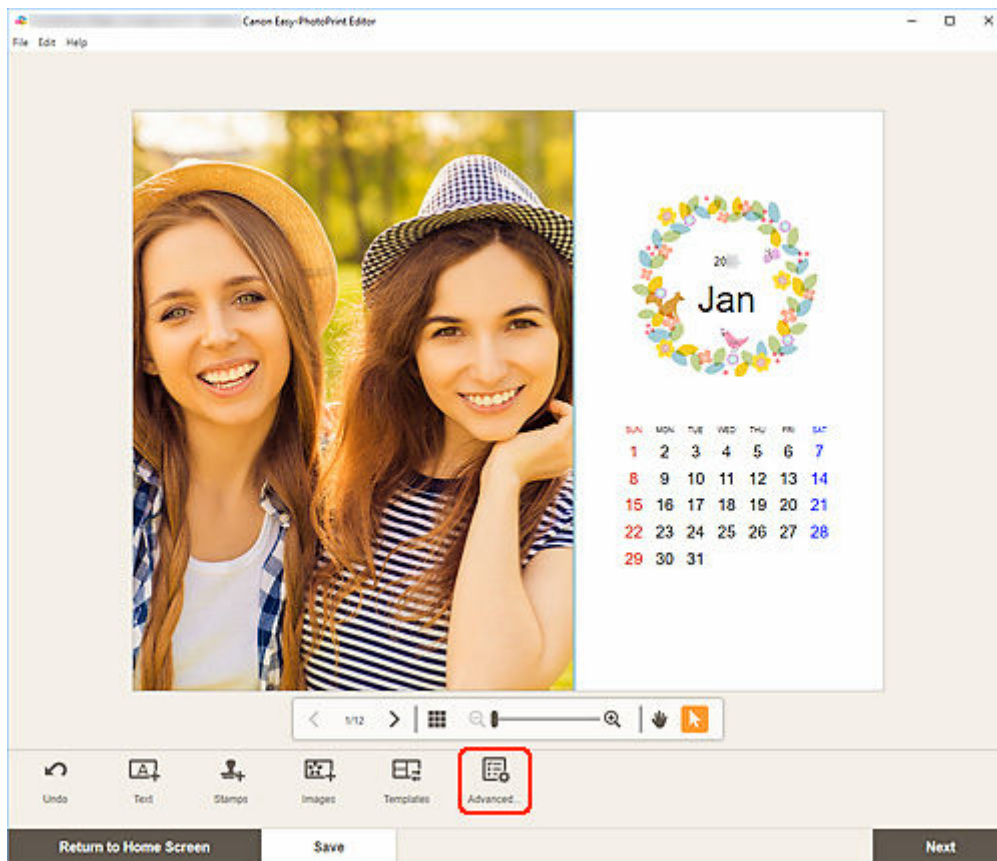 Canon Easy-PhotoPrint Editor
File Edit Help
20
Jan
SUN MON TUE WED THU FRI SAT
1 2 3 4 5 6 7
8 9 10 11 12 13 14
15 16 17 18 19 20 21
22 23 24 25 26 27 28
29 30 31
1/12
Undo Text Stamps Images Templates Advanced...
Return to Home Screen Save Next